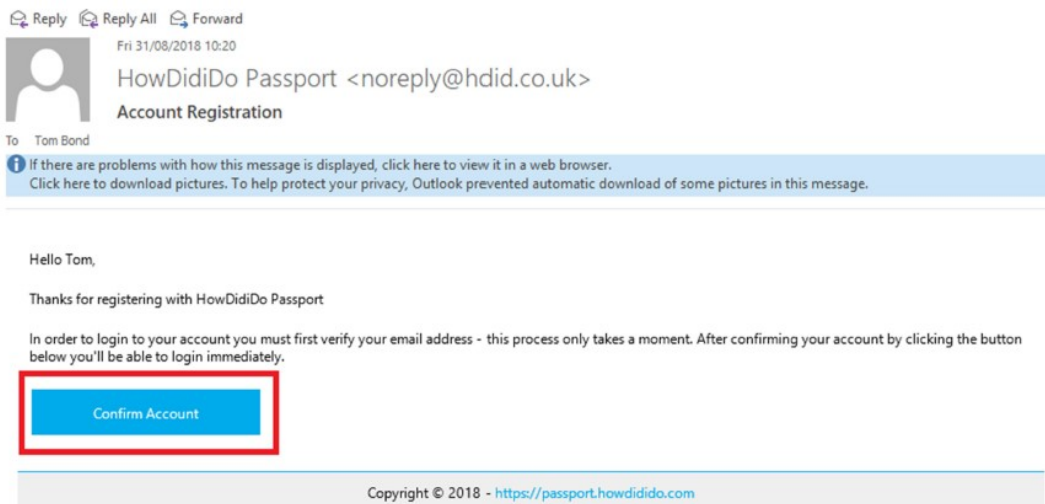 Reply Reply All Forward
Fri 31/08/2018 10:20
HowDidiDo Passport <noreply@hdid.co.uk>
Account Registration
To Tom Bond
If there are problems with how this message is displayed, click here to view it in a web browser.
Click here to download pictures. To help protect your privacy, Outlook prevented automatic download of some pictures in this message.
Hello Tom,
Thanks for registering with HowDidiDo Passport
In order to login to your account you must first verify your email address - this process only takes a moment. After confirming your account by clicking the button
below you'll be able to login immediately.
Confirm Account
Copyright © 2018 - https://passport.howdidido.com